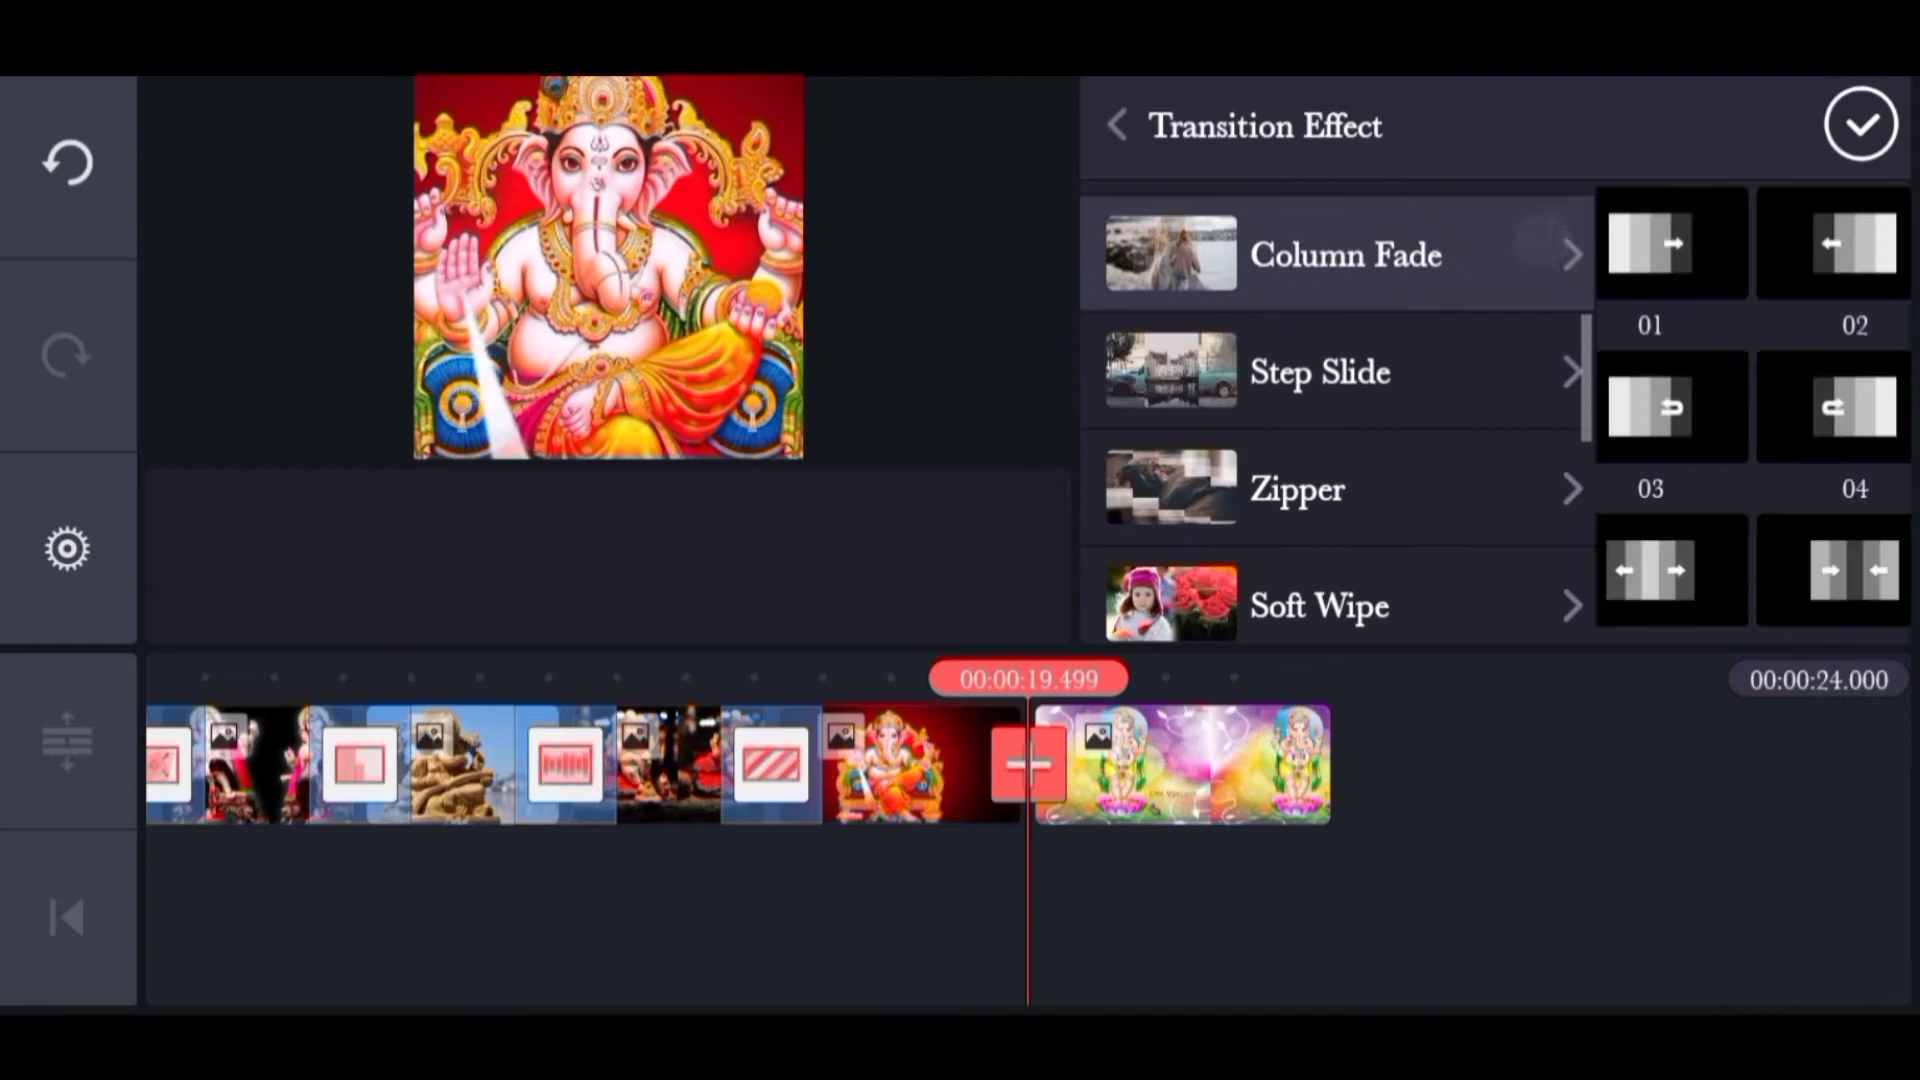 Transition Effect
Column Fade
01
02
Step Slide
03
04
Zipper
Soft Wipe
00:00:19.499
00:00:24.000